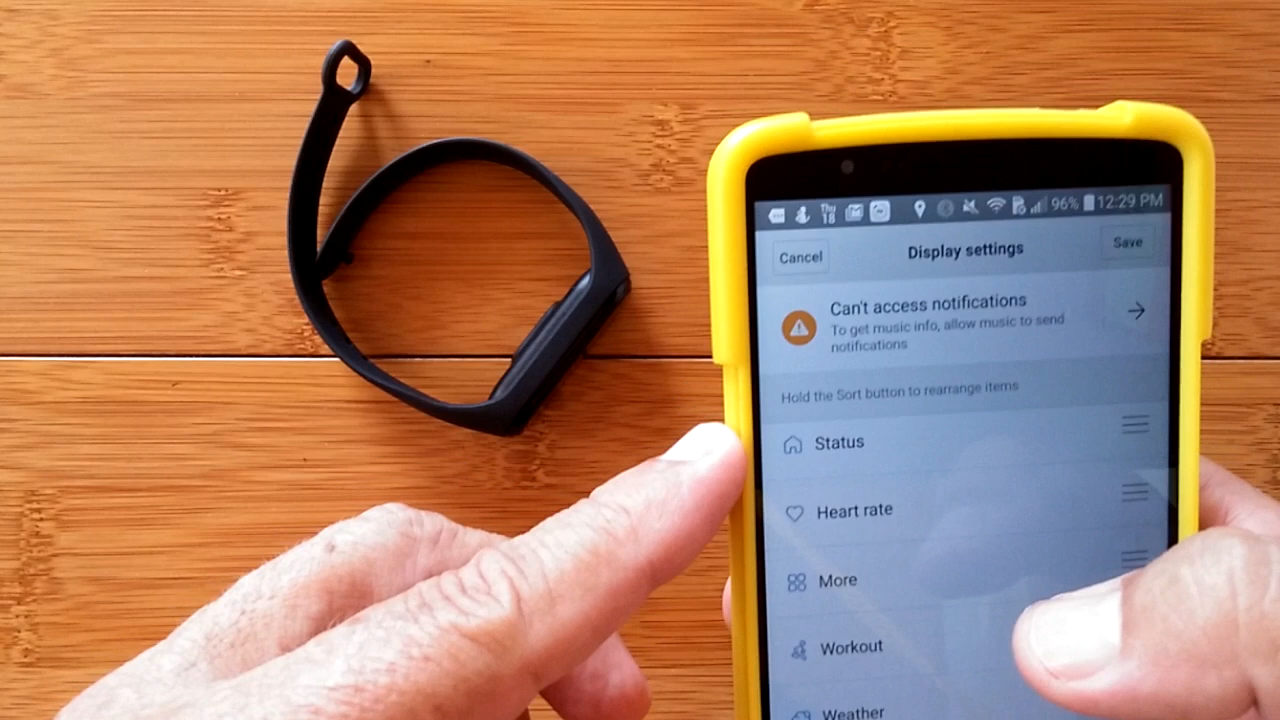 Thu
18
96%
12:29 PM
Cancel
Display settings
Save
Can't access notifications
To get music info, allow music to send
notifications
Hold the Sort button to rearrange items
Status
Heart rate
More
Workout
Weather